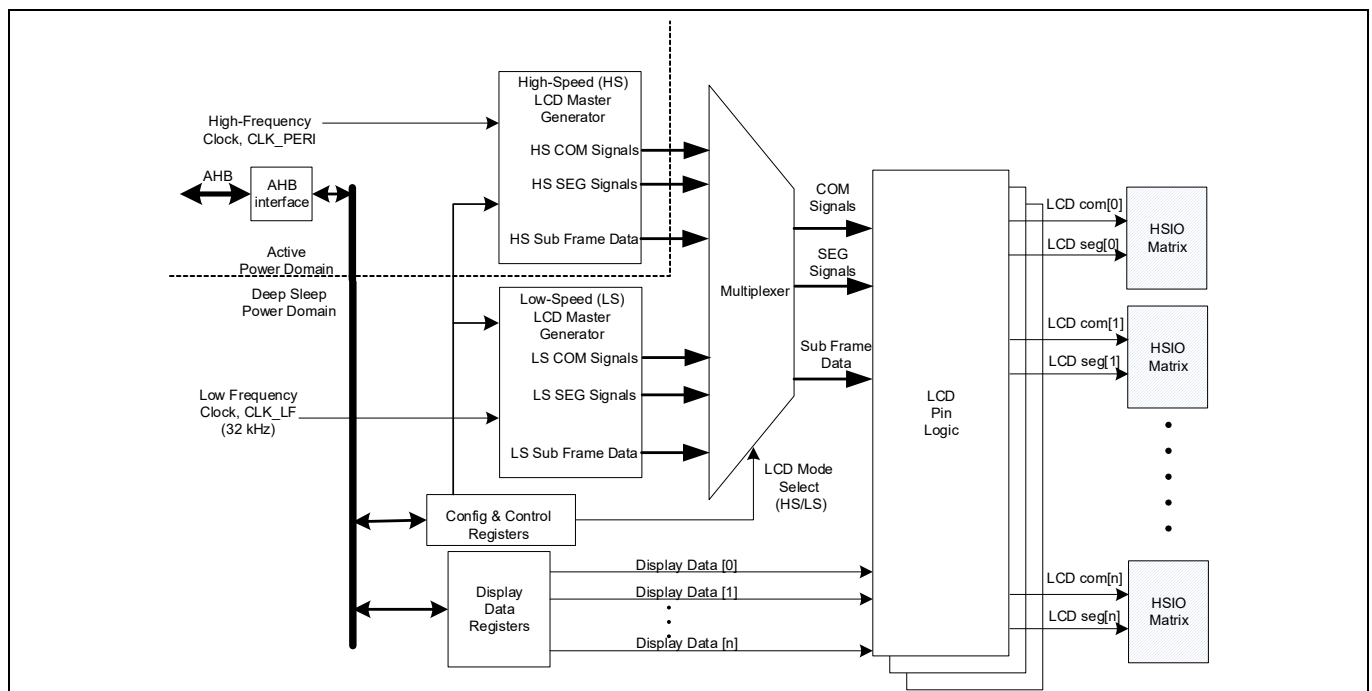 High-Speed (HS)
LCD Master
Generator
High-Frequency
Clock, CLK_PERI
HS COM Signals
HS SEG Signals
HS Sub Frame Data
AHB
AHB
interface
Active
Power Domain
Deep Sleep
Power Domain
Low-Speed (LS)
LCD Master
Generator
LS COM Signals
LS SEG Signals
LS Sub Frame Data
Low Frequency
Clock, CLK_LF
(32 kHz)
Multiplexer
COM
Signals
SEG
Signals
Sub Frame
Data
LCD Mode
Select
(HS/LS)
Config & Control
Registers
Display
Data
Registers
Display Data [0]
Display Data [1]
Display Data [n]
LCD
Pin
Logic
LCD com[0]
LCD seg[0]
HSIO
Matrix
LCD com[1]
LCD seg[1]
HSIO
Matrix
LCD com[n]
LCD seg[n]
HSIO
Matrix